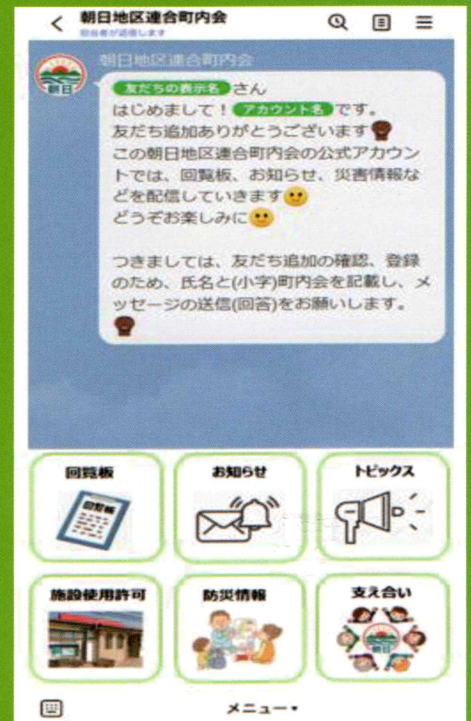 朝日地区連合町内会
担当者が返信します
朝日地区連合町内会
朝日
友だちの表示名 さん
はじめまして！ アカウント名 です。
友だち追加ありがとうございます
この朝日地区連合町内会の公式アカウン
トでは、回覧板、お知らせ、災害情報な
どを配信していきます
どうぞお楽しみに
つきましては、友だち追加の確認、登録
のため、氏名と(小字)町内会を記載し、メ
ッセージの送信(回答)をお願いします。
回覧板
お知らせ
トピックス
回覧板
施設使用許可
防災情報
支え合い
朝日
メニュー▾